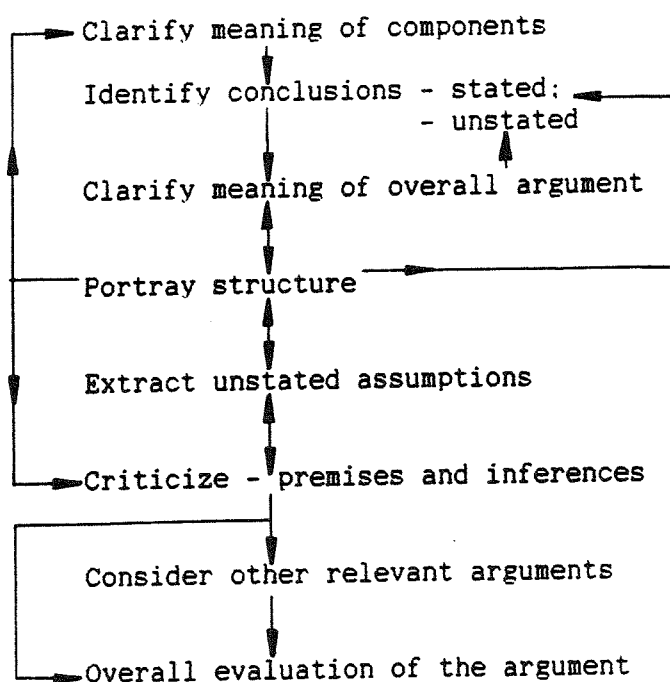 Clarify meaning of components
Identify conclusions - stated;
- unstated
Clarify meaning of overall argument
Portray structure
Extract unstated assumptions
Criticize - premises and inferences
Consider other relevant arguments
Overall evaluation of the argument